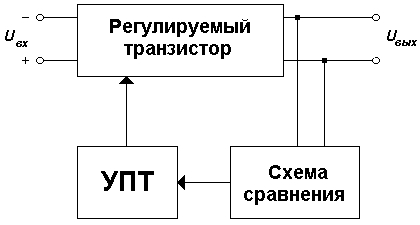 −
Uвх
+
Регулируемый
транзистор
Uвых
УПТ
Схема
сравнения